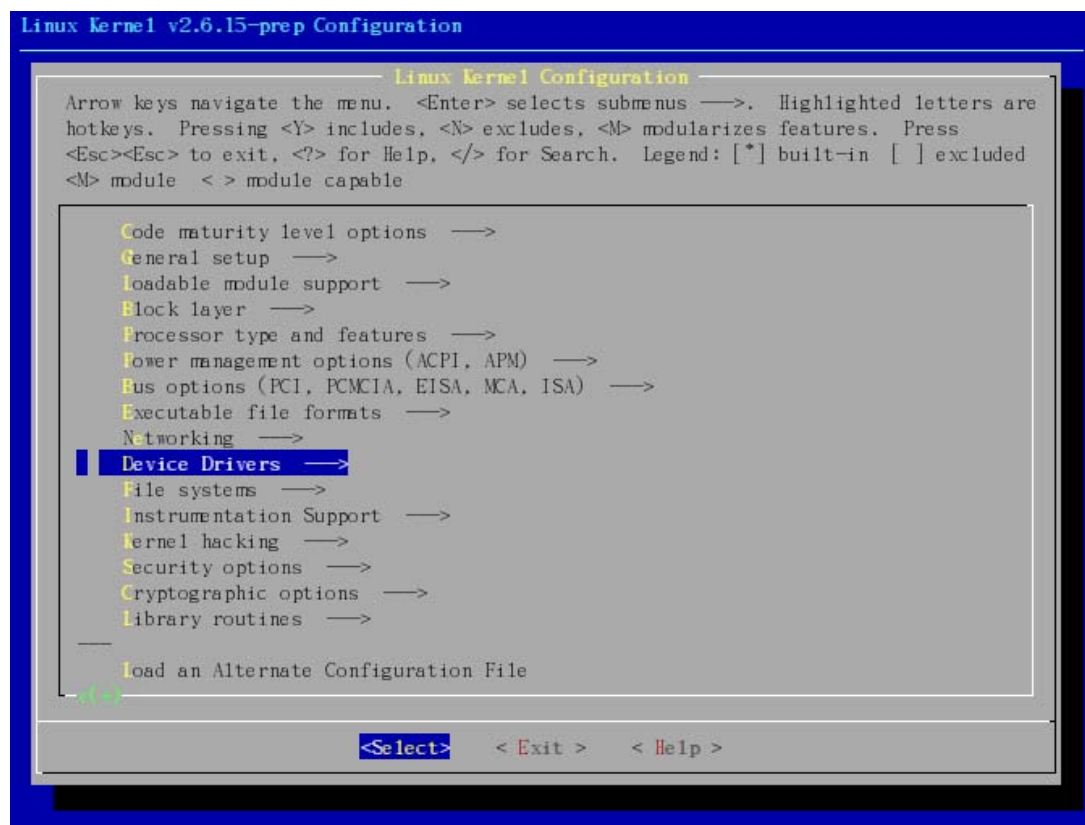 Linux Kernel v2.6.15-prep Configuration
Linux Kernel Configuration
Arrow keys navigate the menu. <Enter> selects submenus --->. Highlighted letters are
hotkeys. Pressing <Y> includes, <N> excludes, <M> modularizes features. Press
<Esc><Esc> to exit, <?> for Help, </> for Search. Legend: [*] built-in [ ] excluded
<M> module < > module capable
Code maturity level options --->
General setup --->
Loadable module support --->
Block layer --->
Processor type and features --->
Power management options (ACPI, APM) --->
Bus options (PCI, PCMCIA, EISA, MCA, ISA) --->
Executable file formats --->
Networking --->
Device Drivers --->
File systems --->
Instrumentation Support --->
Kernel hacking --->
Security options --->
Cryptographic options --->
Library routines --->
---
Load an Alternate Configuration File
(+)
<Select> < Exit > < Help >